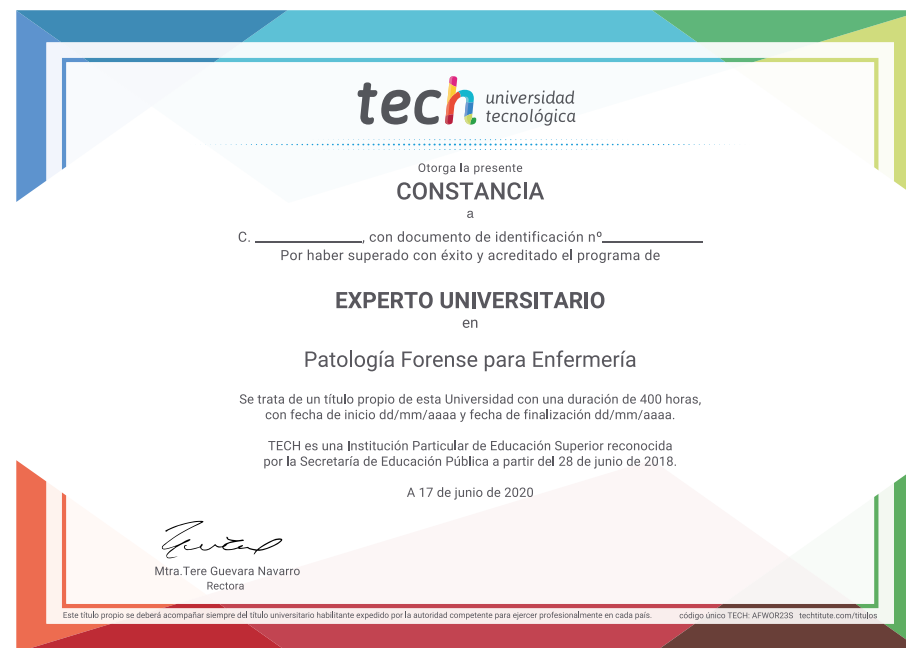 tech universidad
tecnológica
Otorga la presente
CONSTANCIA
a
C. ____________, con documento de identificación nº____________
Por haber superado con éxito y acreditado el programa de
EXPERTO UNIVERSITARIO
en
Patología Forense para Enfermería
Se trata de un título propio de esta Universidad con una duración de 400 horas,
con fecha de inicio dd/mm/aaaa y fecha de finalización dd/mm/aaaa.
TECH es una Institución Particular de Educación Superior reconocida
por la Secretaría de Educación Pública a partir del 28 de junio de 2018.
A 17 de junio de 2020
Mtra.Tere Guevara Navarro
Rectora
Este título propio se deberá acompañar siempre del título universitario habilitante expedido por la autoridad competente para ejercer profesionalmente en cada país. código único TECH: AFWOR23S techtitute.com/títulos